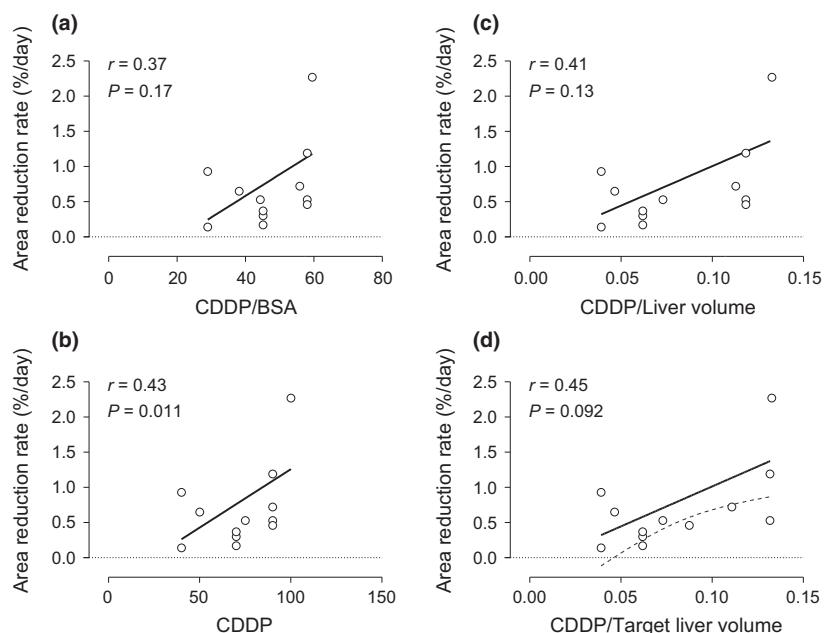 (a)
r = 0.37
P = 0.17
Area reduction rate (%/day)
2.5
2.0
1.5
1.0
0.5
0.0
0 20 40 60 80
CDDP/BSA
(c)
r = 0.41
P = 0.13
Area reduction rate (%/day)
2.5
2.0
1.5
1.0
0.5
0.0
0.00 0.05 0.10 0.15
CDDP/Liver volume
(b)
r = 0.43
P = 0.011
Area reduction rate (%/day)
2.5
2.0
1.5
1.0
0.5
0.0
0 50 100 150
CDDP
(d)
r = 0.45
P = 0.092
Area reduction rate (%/day)
2.5
2.0
1.5
1.0
0.5
0.0
0.00 0.05 0.10 0.15
CDDP/Target liver volume